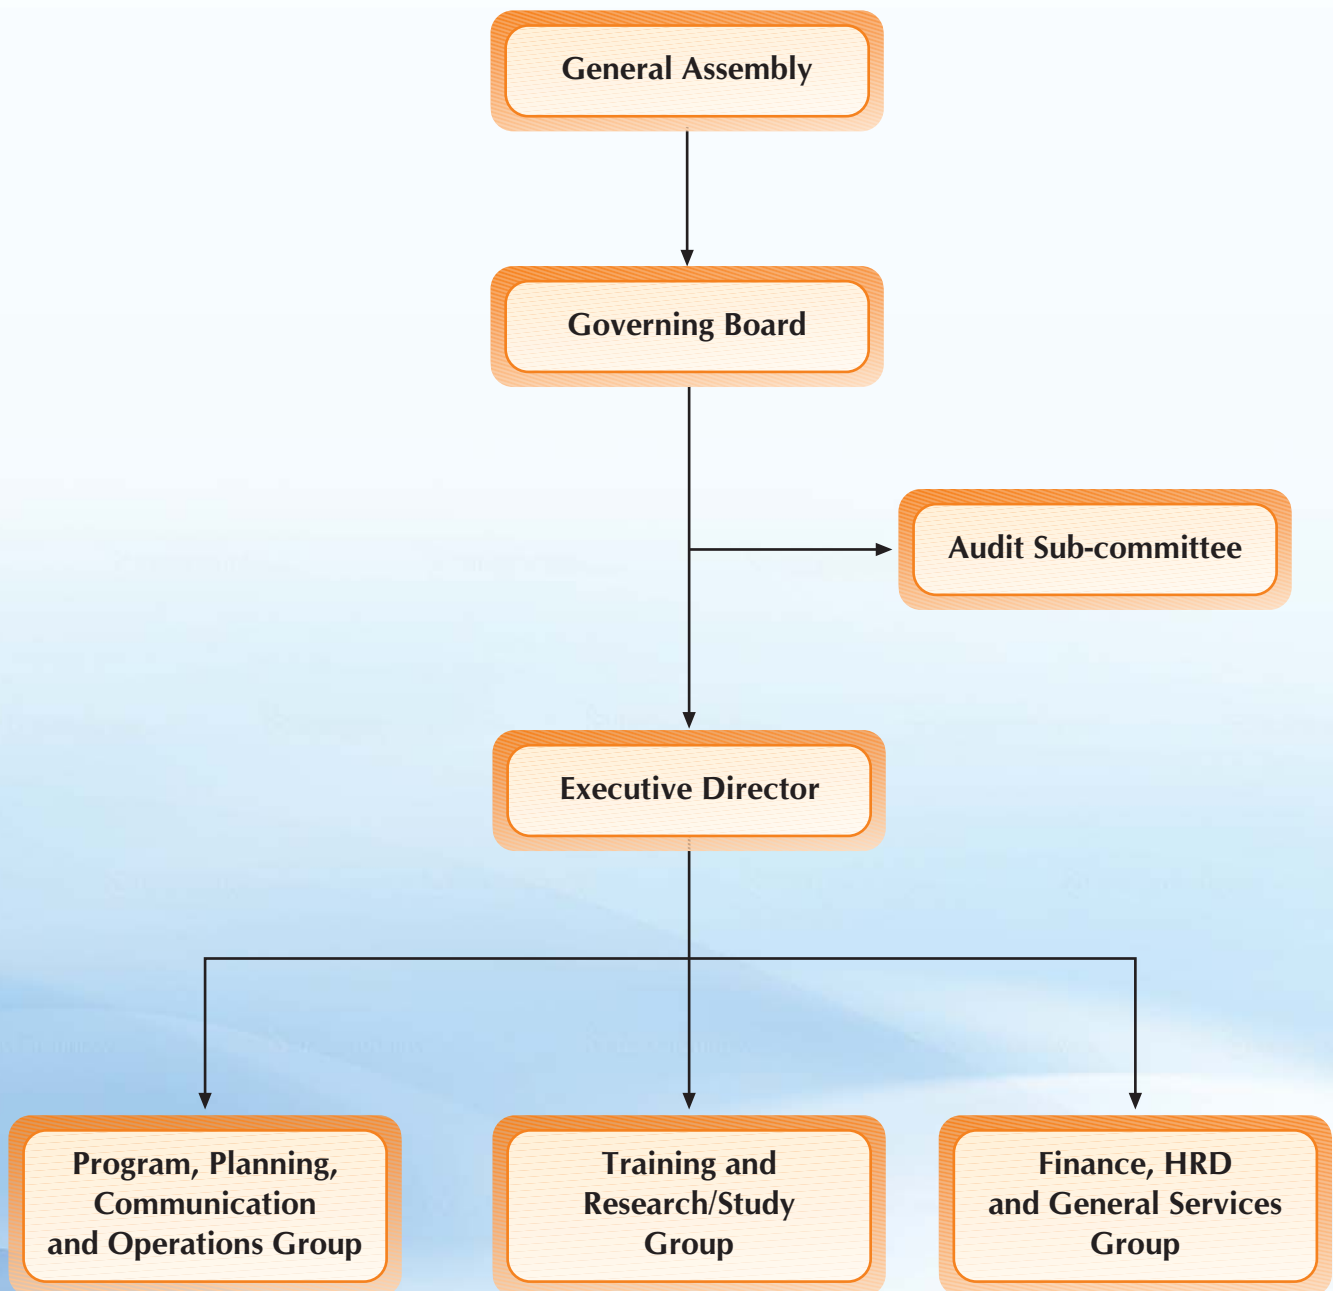 General Assembly
Governing Board
Audit Sub-committee
Executive Director
Program, Planning,
Communication
and Operations Group
Training and
Research/Study
Group
Finance, HRD
and General Services
Group